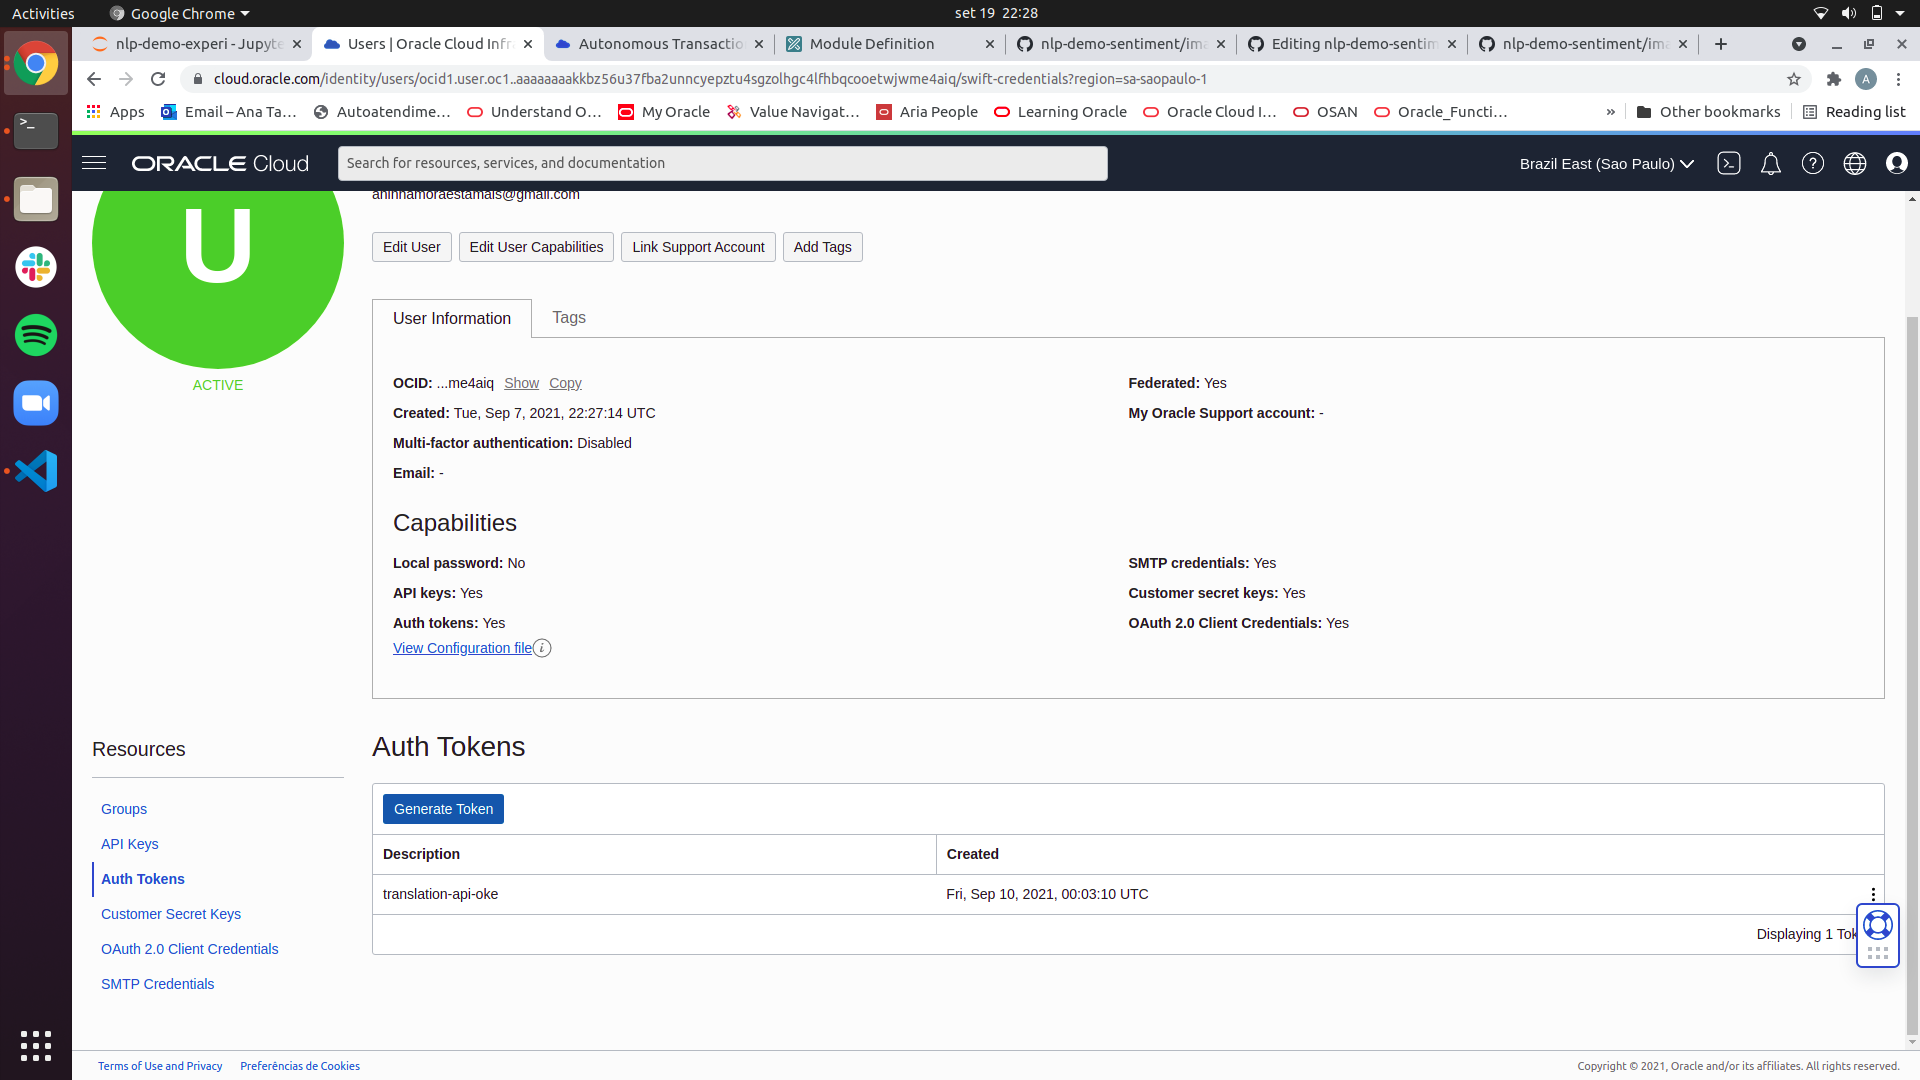 Activities
Google Chrome
set 19 22:28
nlp-demo-experi - Jupyte
Users | Oracle Cloud Infr
Autonomous Transactio
Module Definition
nlp-demo-sentiment/ima
Editing nlp-demo-sentim
nlp-demo-sentiment/ima
cloud.oracle.com/identity/users/ocid1.user.oc1..aaaaaaaakkbz56u37fba2unncyepztu4sgzolhgc4lfhbqcooetwjwme4aiq/swift-credentials?region=sa-saopaulo-1
A
Apps
Email – Ana Ta…
Autoatendime…
Understand O…
My Oracle
Value Navigat…
Aria People
Learning Oracle
Oracle Cloud I…
OSAN
Oracle_Functi…
»
Other bookmarks
Reading list
ORACLE Cloud
Search for resources, services, and documentation
Brazil East (Sao Paulo)
aninhamoraestamais@gmail.com
U
ACTIVE
Edit User
Edit User Capabilities
Link Support Account
Add Tags
User Information
Tags
OCID: ...me4aiq Show Copy
Created: Tue, Sep 7, 2021, 22:27:14 UTC
Multi-factor authentication: Disabled
Email: -
Federated: Yes
My Oracle Support account: -
Capabilities
Local password: No
API keys: Yes
Auth tokens: Yes
View Configuration file
SMTP credentials: Yes
Customer secret keys: Yes
OAuth 2.0 Client Credentials: Yes
Resources
Groups
API Keys
Auth Tokens
Customer Secret Keys
OAuth 2.0 Client Credentials
SMTP Credentials
Auth Tokens
Generate Token
Description
Created
translation-api-oke
Fri, Sep 10, 2021, 00:03:10 UTC
Displaying 1 Tok
Terms of Use and Privacy
Preferências de Cookies
Copyright © 2021, Oracle and/or its affiliates. All rights reserved.